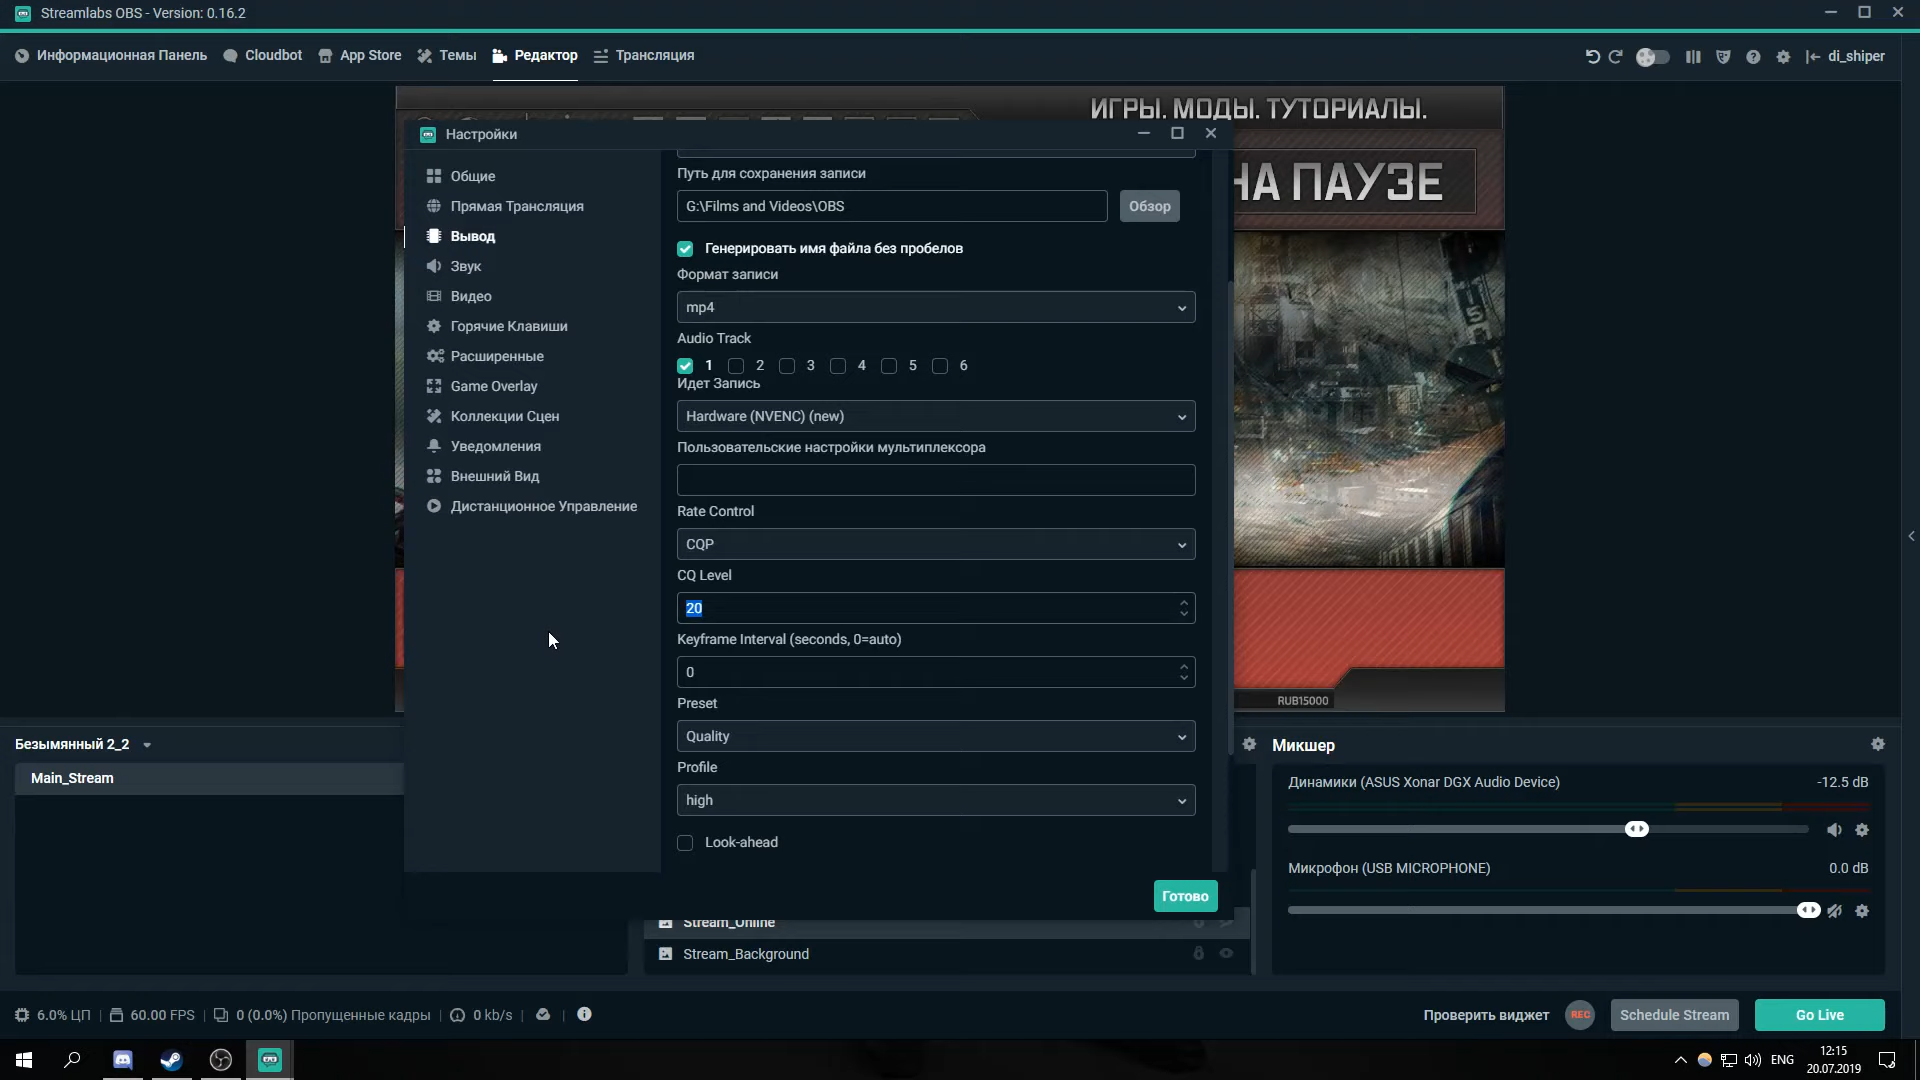 Streamlabs OBS - Version: 0.16.2
Информационная Панель
Cloudbot
App Store
Темы
Редактор
Трансляция
di_shiper
ИГРЫ. МОДЫ. ТУТОРИАЛЫ.
НА ПАУЗЕ
RUB15000
Настройки
Общие
Прямая Трансляция
Вывод
Звук
Видео
Горячие Клавиши
Расширенные
Game Overlay
Коллекции Сцен
Уведомления
Внешний Вид
Дистанционное Управление
Путь для сохранения записи
G:\Films and Videos\OBS
Обзор
Генерировать имя файла без пробелов
Формат записи
mp4
Audio Track
1 2 3 4 5 6
Идет Запись
Hardware (NVENC) (new)
Пользовательские настройки мультиплексора
Rate Control
CQP
CQ Level
20
Keyframe Interval (seconds, 0=auto)
0
Preset
Quality
Profile
high
Look-ahead
Готово
Безымянный 2_2
Main_Stream
Stream_Online
Stream_Background
Микшер
Динамики (ASUS Xonar DGX Audio Device) -12.5 dB
Микрофон (USB MICROPHONE) 0.0 dB
6.0% ЦП | 60.00 FPS | 0 (0.0%) Пропущенные кадры | 0 kb/s
Проверить виджет
REC
Schedule Stream
Go Live
ENG
12:15
20.07.2019